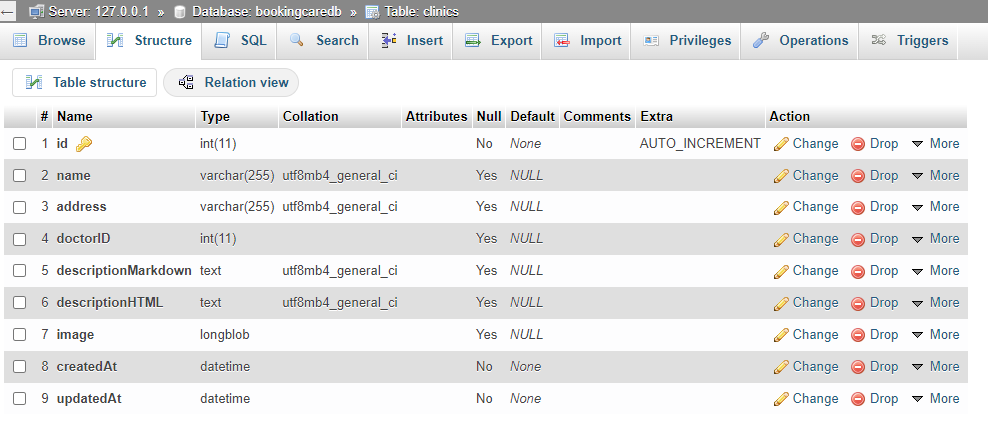 ← Server: 127.0.0.1 » Database: bookingcaredb » Table: clinics
Browse Structure SQL Search Insert Export Import Privileges Operations Triggers
Table structure Relation view
# Name Type Collation Attributes Null Default Comments Extra Action
1 id int(11) No None AUTO_INCREMENT Change Drop More
2 name varchar(255) utf8mb4_general_ci Yes NULL Change Drop More
3 address varchar(255) utf8mb4_general_ci Yes NULL Change Drop More
4 doctorID int(11) Yes NULL Change Drop More
5 descriptionMarkdown text utf8mb4_general_ci Yes NULL Change Drop More
6 descriptionHTML text utf8mb4_general_ci Yes NULL Change Drop More
7 image longblob Yes NULL Change Drop More
8 createdAt datetime No None Change Drop More
9 updatedAt datetime No None Change Drop More